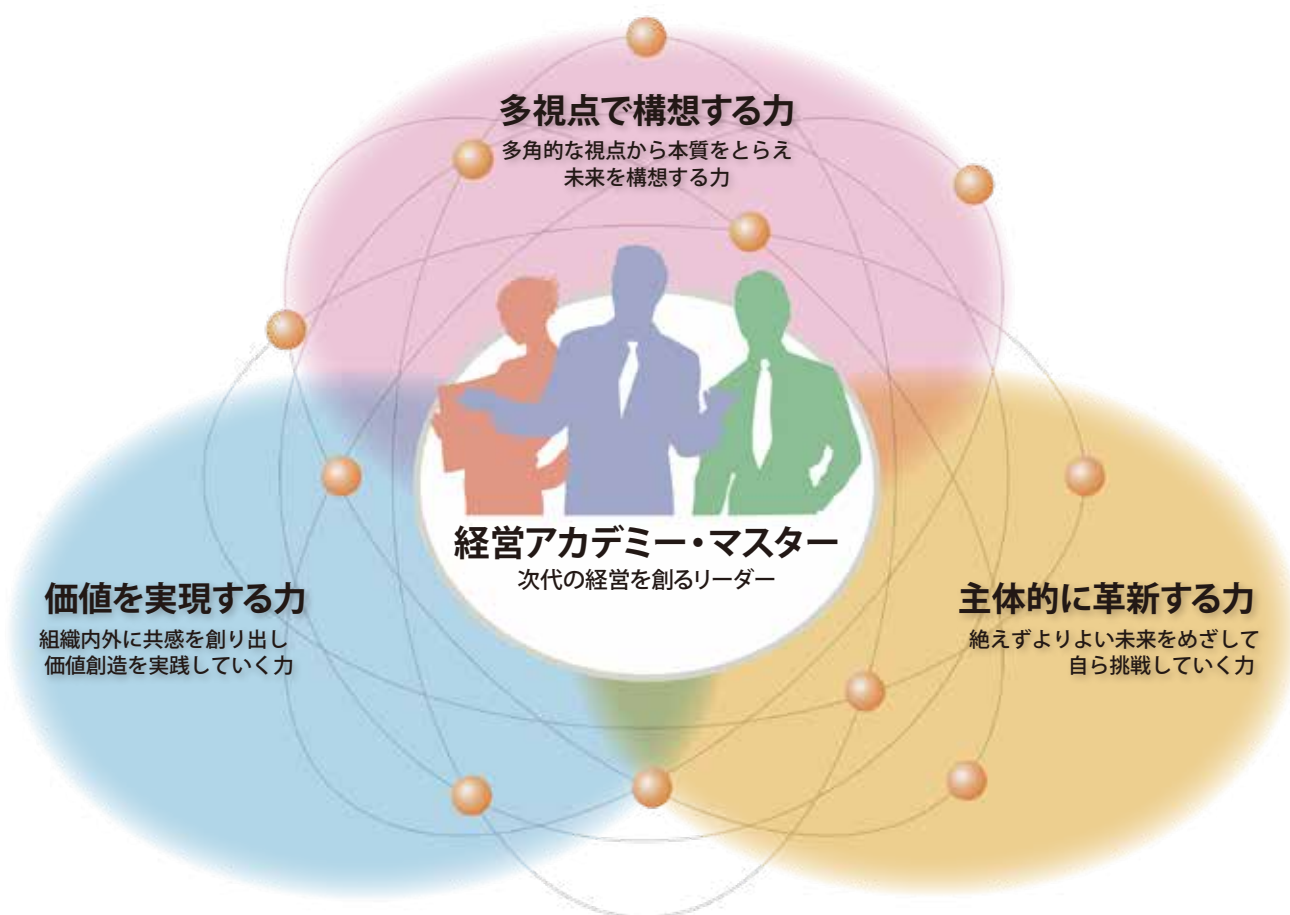 多視点で構想する力
多角的な視点から本質をとらえ
未来を構想する力
経営アカデミー・マスター
次代の経営を創るリーダー
価値を実現する力
組織内外に共感を創り出し
価値創造を実践していく力
主体的に革新する力
絶えずよりよい未来をめざして
自ら挑戦していく力